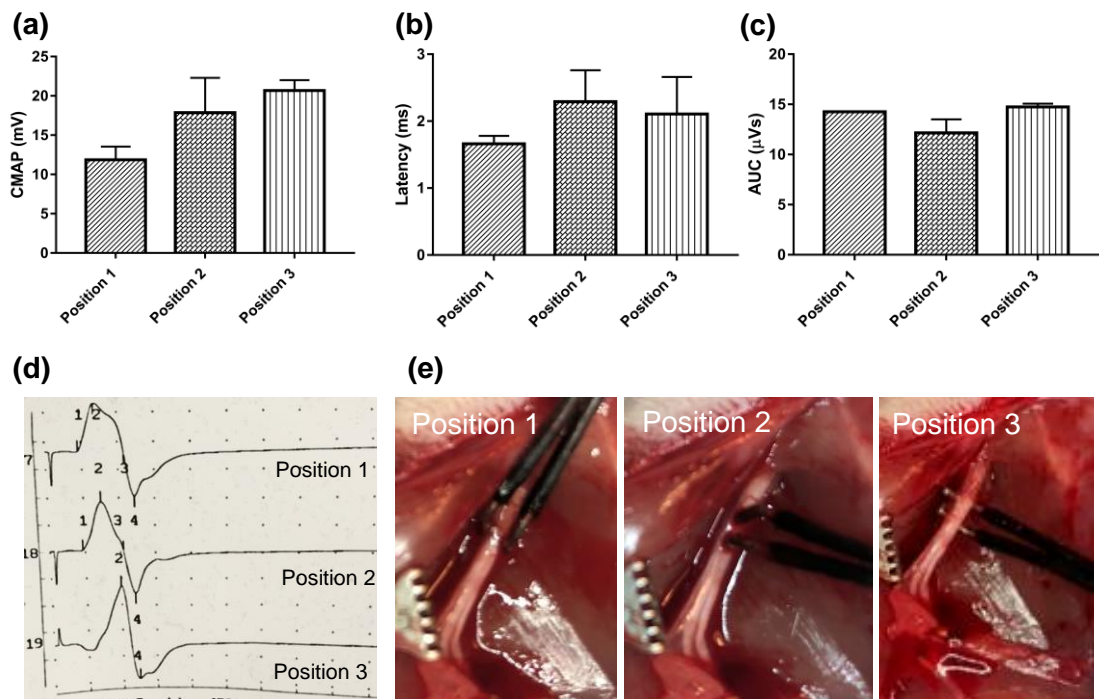 (a)
CMAP (mV)
25
20
15
10
5
0
Position 1
Position 2
Position 3
(b)
Latency (ms)
3
2
1
0
Position 1
Position 2
Position 3
(c)
AUC (μVs)
20
15
10
5
0
Position 1
Position 2
Position 3
(d)
1 2
7
2 3
Position 1
1 3 4
18
2
Position 2
4
19
4
Position 3
(e)
Position 1
Position 2
Position 3